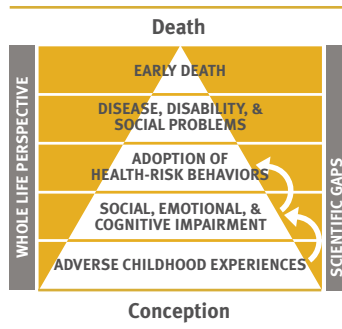 Death
WHOLE LIFE PERSPECTIVE
EARLY DEATH
DISEASE, DISABILITY, &
SOCIAL PROBLEMS
ADOPTION OF
HEALTH-RISK BEHAVIORS
SOCIAL, EMOTIONAL, &
COGNITIVE IMPAIRMENT
ADVERSE CHILDHOOD EXPERIENCES
SCIENTIFIC GAPS
Conception